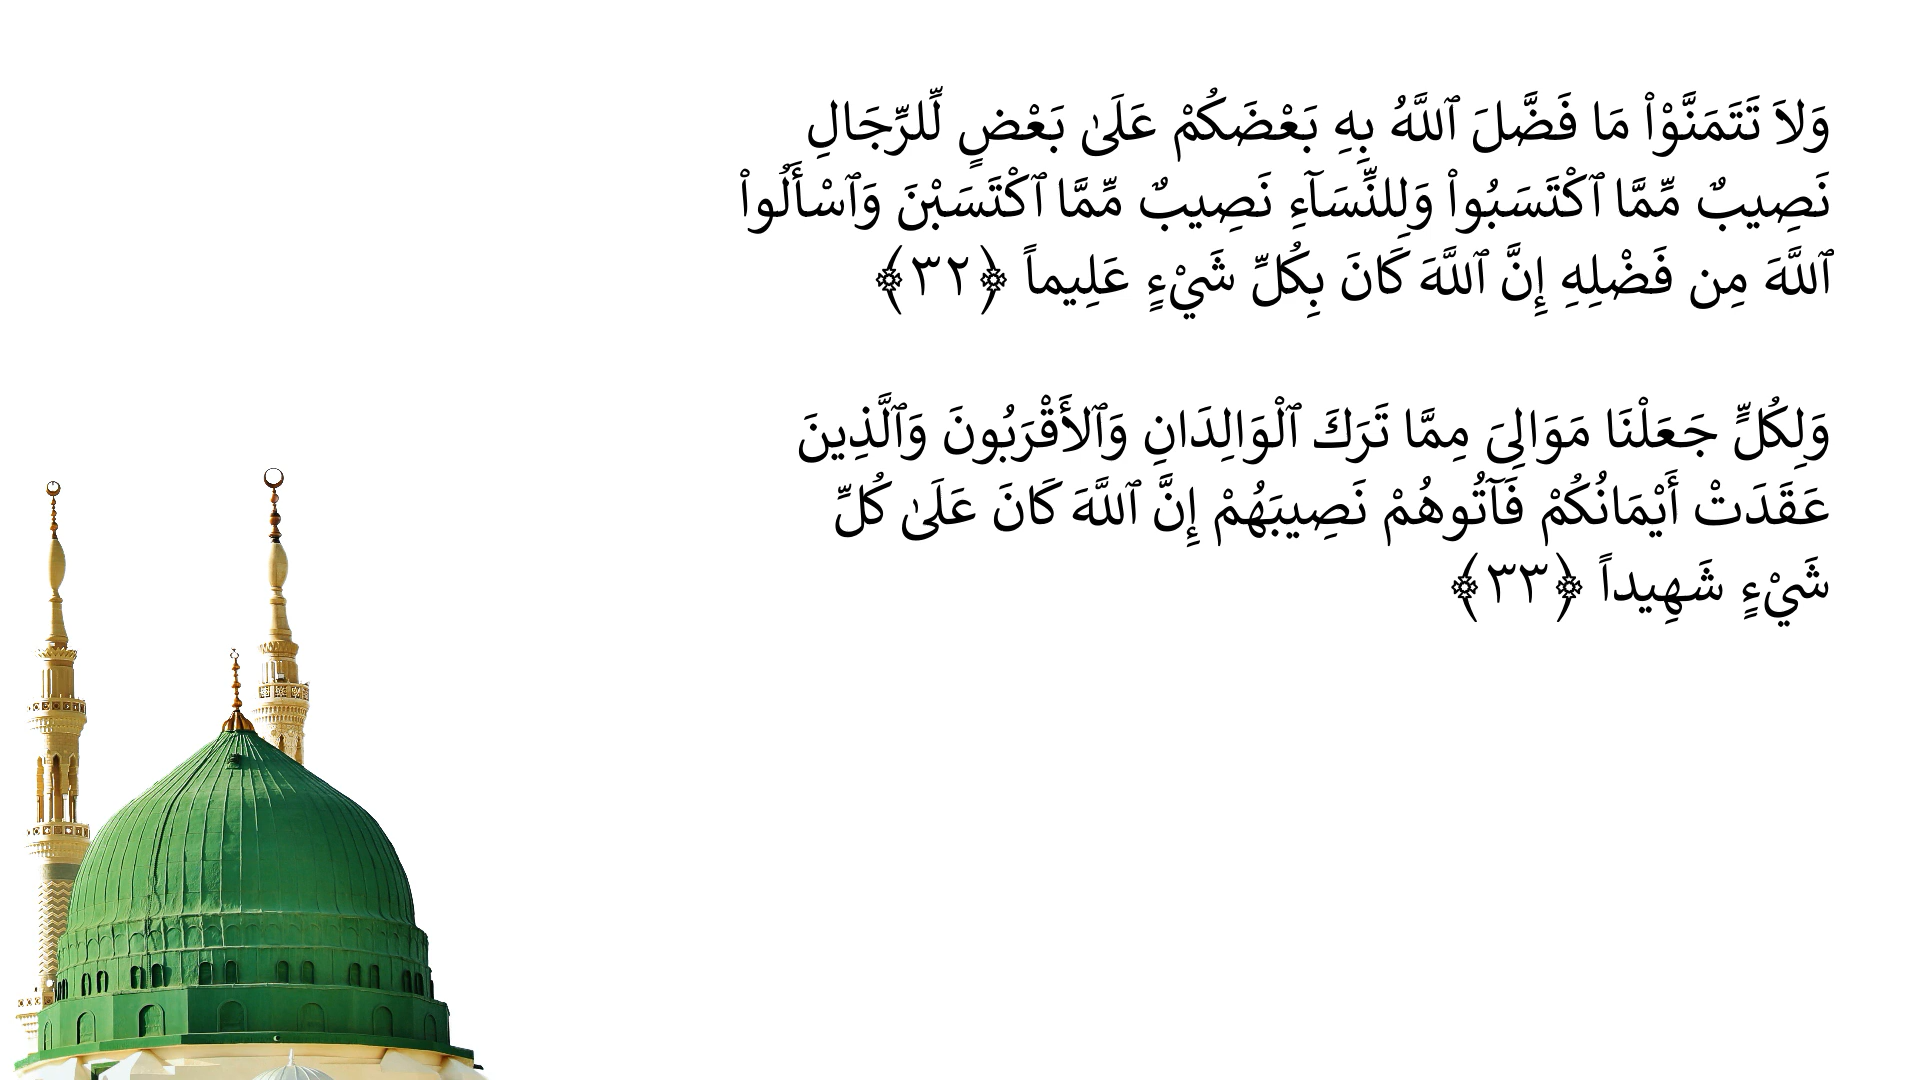 وَلاَ تَتَمَنَّوْاْ مَا فَضَّلَ ٱللَّهُ بِهِ بَعْضَكُمْ عَلَىٰ بَعْضٍ لِّلرِّجَالِ
نَصِيبٌ مِّمَّا ٱكْتَسَبُواْ وَلِلنِّسَآءِ نَصِيبٌ مِّمَّا ٱكْتَسَبْنَ وَٱسْأَلُواْ
ٱللَّهَ مِن فَضْلِهِ إِنَّ ٱللَّهَ كَانَ بِكُلِّ شَيْءٍ عَلِيماً ﴿٣٢﴾
وَلِكُلٍّ جَعَلْنَا مَوَالِيَ مِمَّا تَرَكَ ٱلْوَالِدَانِ وَٱلأَقْرَبُونَ وَٱلَّذِينَ
عَقَدَتْ أَيْمَانُكُمْ فَآتُوهُمْ نَصِيبَهُمْ إِنَّ ٱللَّهَ كَانَ عَلَىٰ كُلِّ
شَيْءٍ شَهِيداً ﴿٣٣﴾